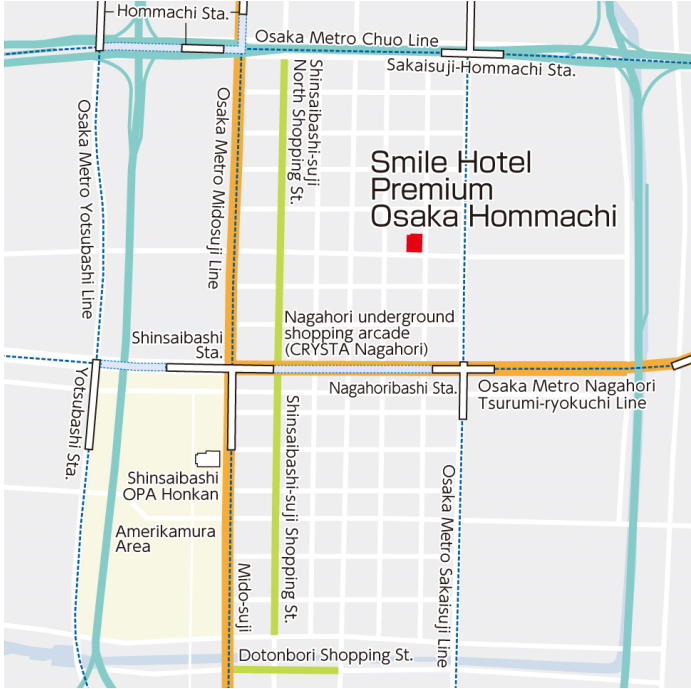 Hommachi Sta.
Osaka Metro Chuo Line
Sakaisuji-Hommachi Sta.
Shinsaibashi-suji
North Shopping St.
Osaka Metro Yotsubashi Line
Osaka Metro Midosuji Line
Smile Hotel
Premium
Osaka Hommachi
Nagahori underground
shopping arcade
(CRYSTA Nagahori)
Shinsaibashi
Sta.
Yotsubashi Sta.
Nagahoribashi Sta.
Osaka Metro Nagahori
Tsurumi-ryokuchi Line
Shinsaibashi-suji Shopping St.
Shinsaibashi
OPA Honkan
Osaka Metro Sakaisuji Line
Amerikamura
Area
Mido-suji
Dotonbori Shopping St.